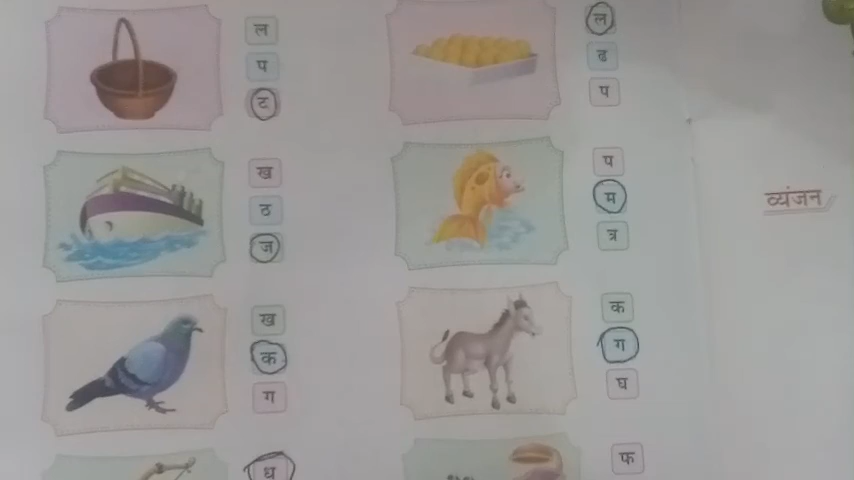 ल
प
ट
ल
ढ
प
ख
ठ
ज
प
म
त्र
ख
क
ग
क
ग
घ
ध
फ
व्यंजन